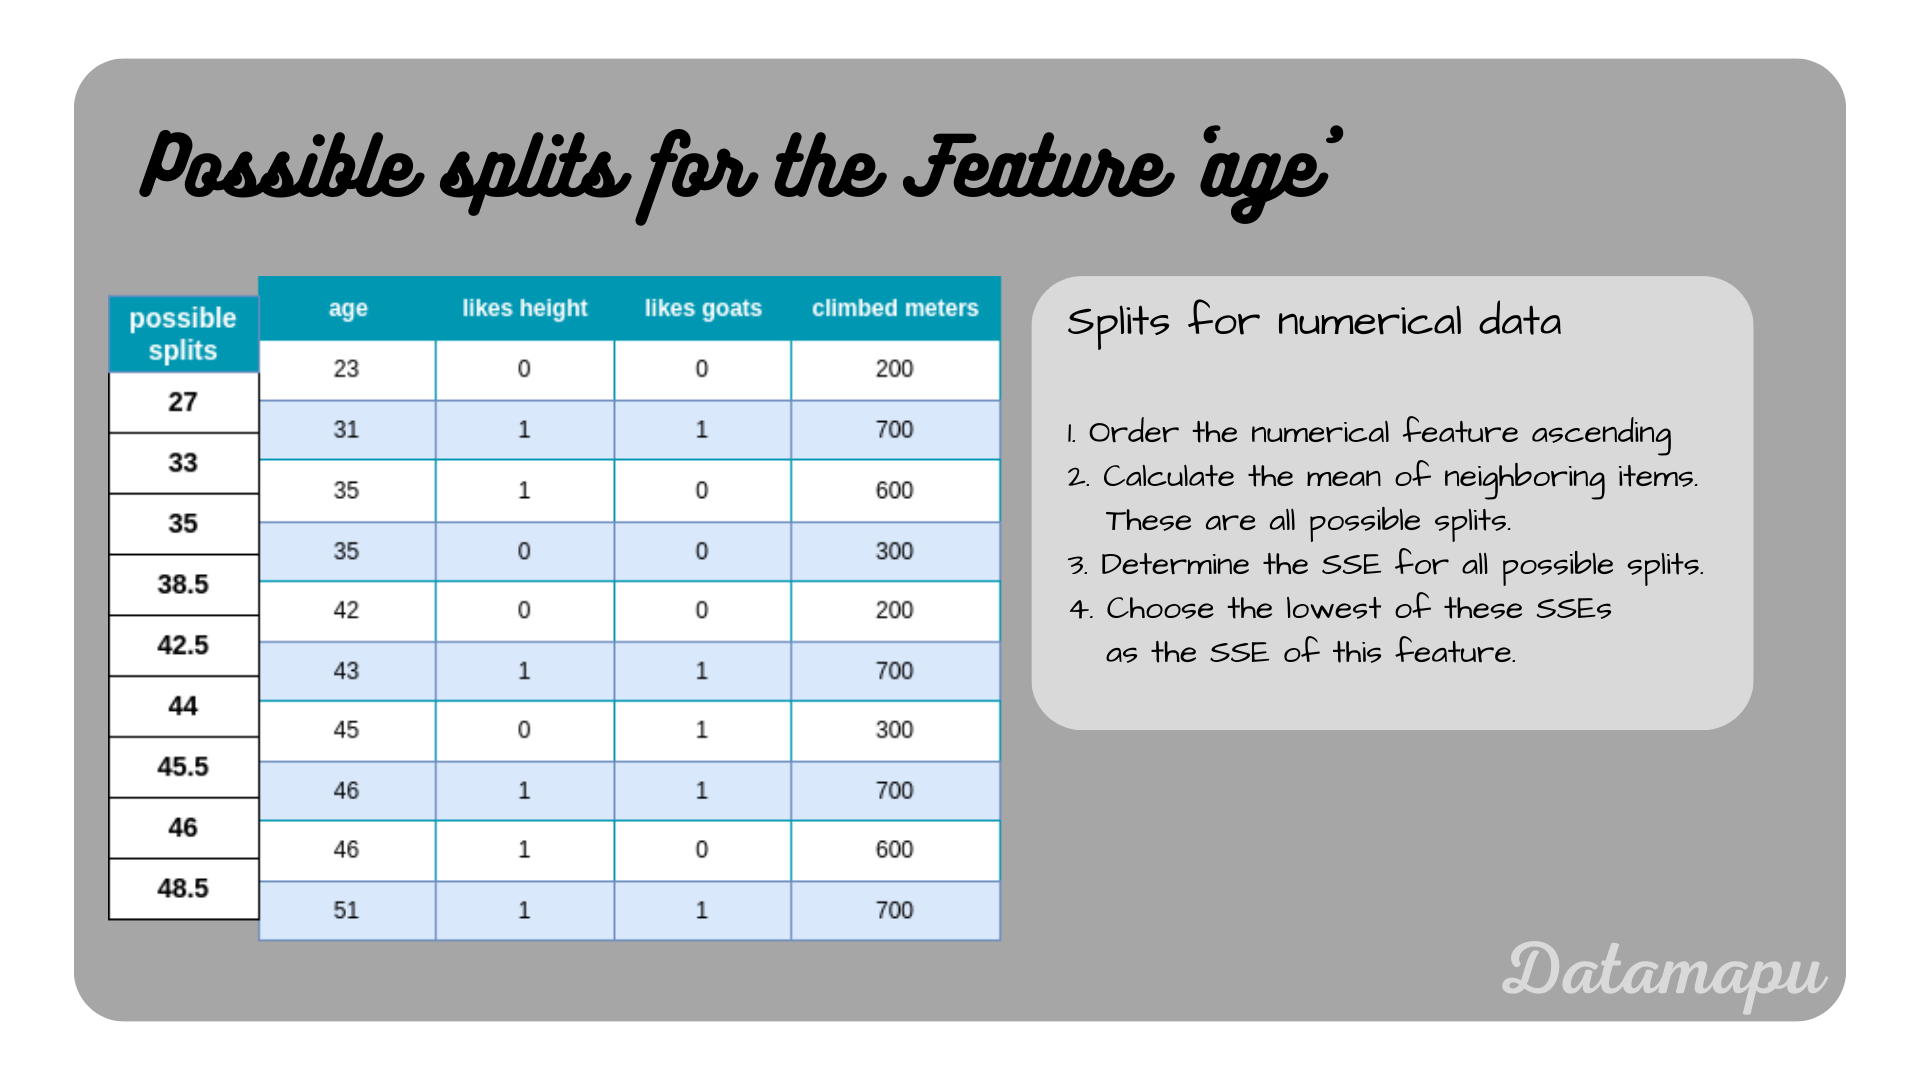 Possible splits for the Feature 'age'
possible
splits
27
33
35
38.5
42.5
44
45.5
46
48.5
age likes height likes goats climbed meters
23 0 0 200
31 1 1 700
35 1 0 600
35 0 0 300
42 0 0 200
43 1 1 700
45 0 1 300
46 1 1 700
46 1 0 600
51 1 1 700
Splits for numerical data
1. Order the numerical feature ascending
2. Calculate the mean of neighboring items.
These are all possible splits.
3. Determine the SSE for all possible splits.
4. Choose the lowest of these SSEs
as the SSE of this feature.
Datamapu